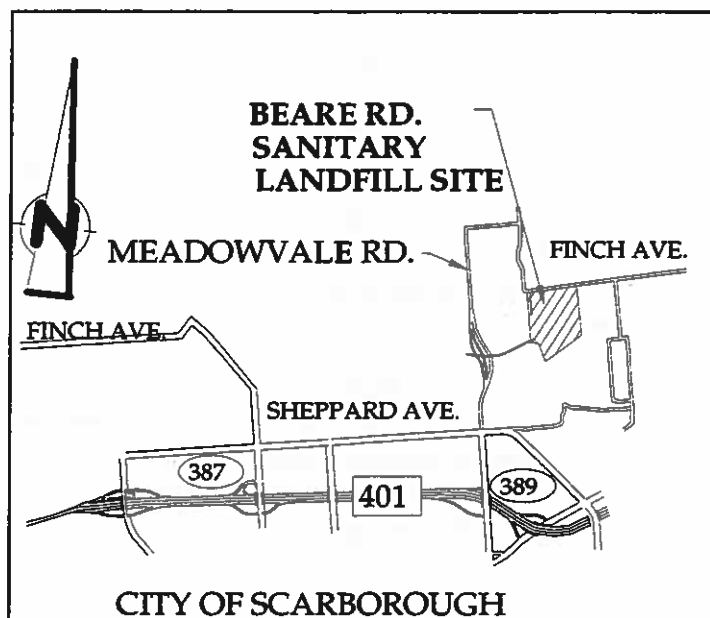 BEARE RD.
SANITARY
LANDFILL SITE
N
MEADOWVALE RD.
FINCH AVE.
FINCH AVE.
SHEPPARD AVE.
387
401
389
CITY OF SCARBOROUGH